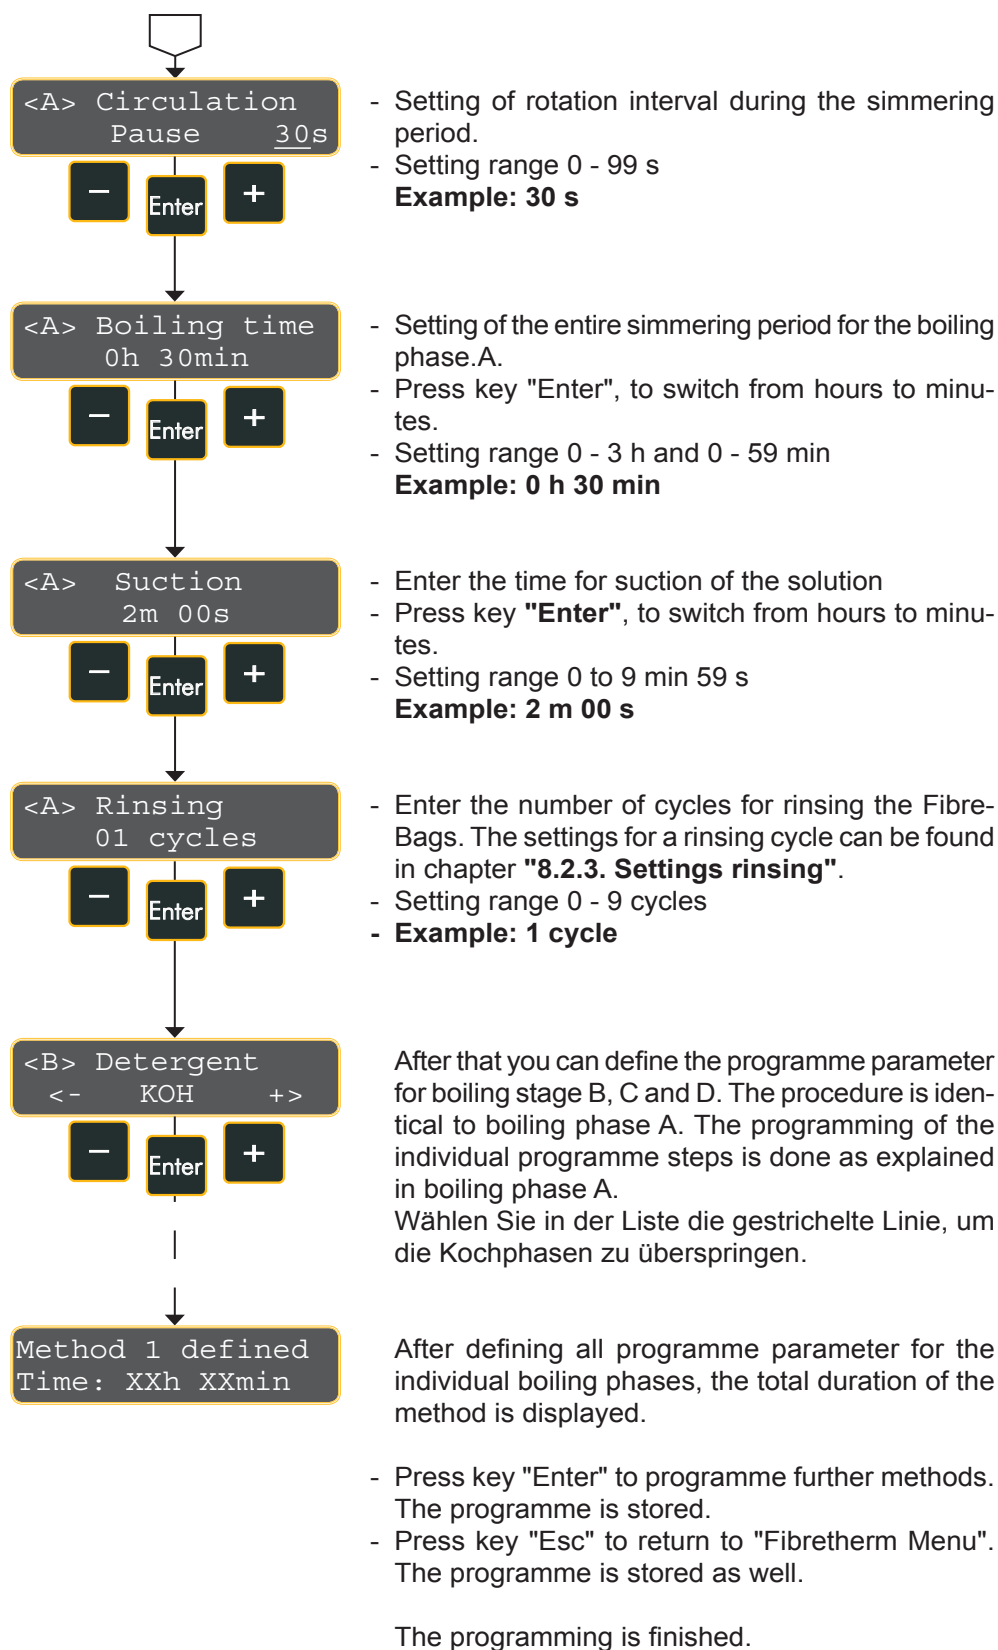 <A> Circulation
Pause 30s
- Enter +
- Setting of rotation interval during the simmering
period.
- Setting range 0 - 99 s
Example: 30 s
<A> Boiling time
0h 30min
- Enter +
- Setting of the entire simmering period for the boiling
phase.A.
- Press key "Enter", to switch from hours to minu-
tes.
- Setting range 0 - 3 h and 0 - 59 min
Example: 0 h 30 min
<A> Suction
2m 00s
- Enter +
- Enter the time for suction of the solution
- Press key "Enter", to switch from hours to minu-
tes.
- Setting range 0 to 9 min 59 s
Example: 2 m 00 s
<A> Rinsing
01 cycles
- Enter +
- Enter the number of cycles for rinsing the Fibre-
Bags. The settings for a rinsing cycle can be found
in chapter "8.2.3. Settings rinsing".
- Setting range 0 - 9 cycles
- Example: 1 cycle
<B> Detergent
<- KOH +>
- Enter +
After that you can define the programme parameter
for boiling stage B, C and D. The procedure is iden-
tical to boiling phase A. The programming of the
individual programme steps is done as explained
in boiling phase A.
Wählen Sie in der Liste die gestrichelte Linie, um
die Kochphasen zu überspringen.
Method 1 defined
Time: XXh XXmin
After defining all programme parameter for the
individual boiling phases, the total duration of the
method is displayed.
- Press key "Enter" to programme further methods.
The programme is stored.
- Press key "Esc" to return to "Fibretherm Menu".
The programme is stored as well.
The programming is finished.